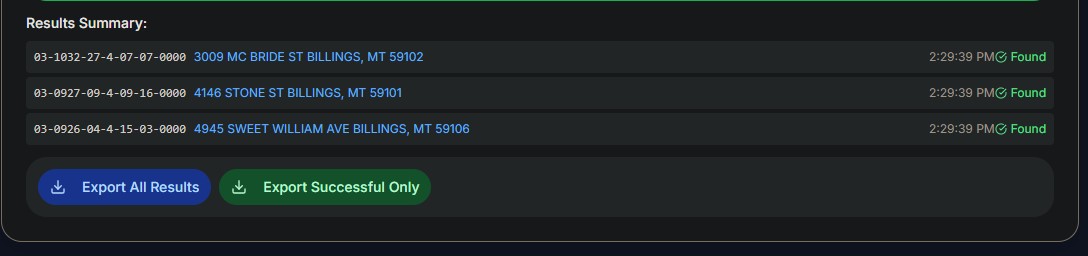 Results Summary:
03-1032-27-4-07-07-0000 3009 MC BRIDE ST BILLINGS, MT 59102 2:29:39 PM Found
03-0927-09-4-09-16-0000 4146 STONE ST BILLINGS, MT 59101 2:29:39 PM Found
03-0926-04-4-15-03-0000 4945 SWEET WILLIAM AVE BILLINGS, MT 59106 2:29:39 PM Found
Export All Results Export Successful Only